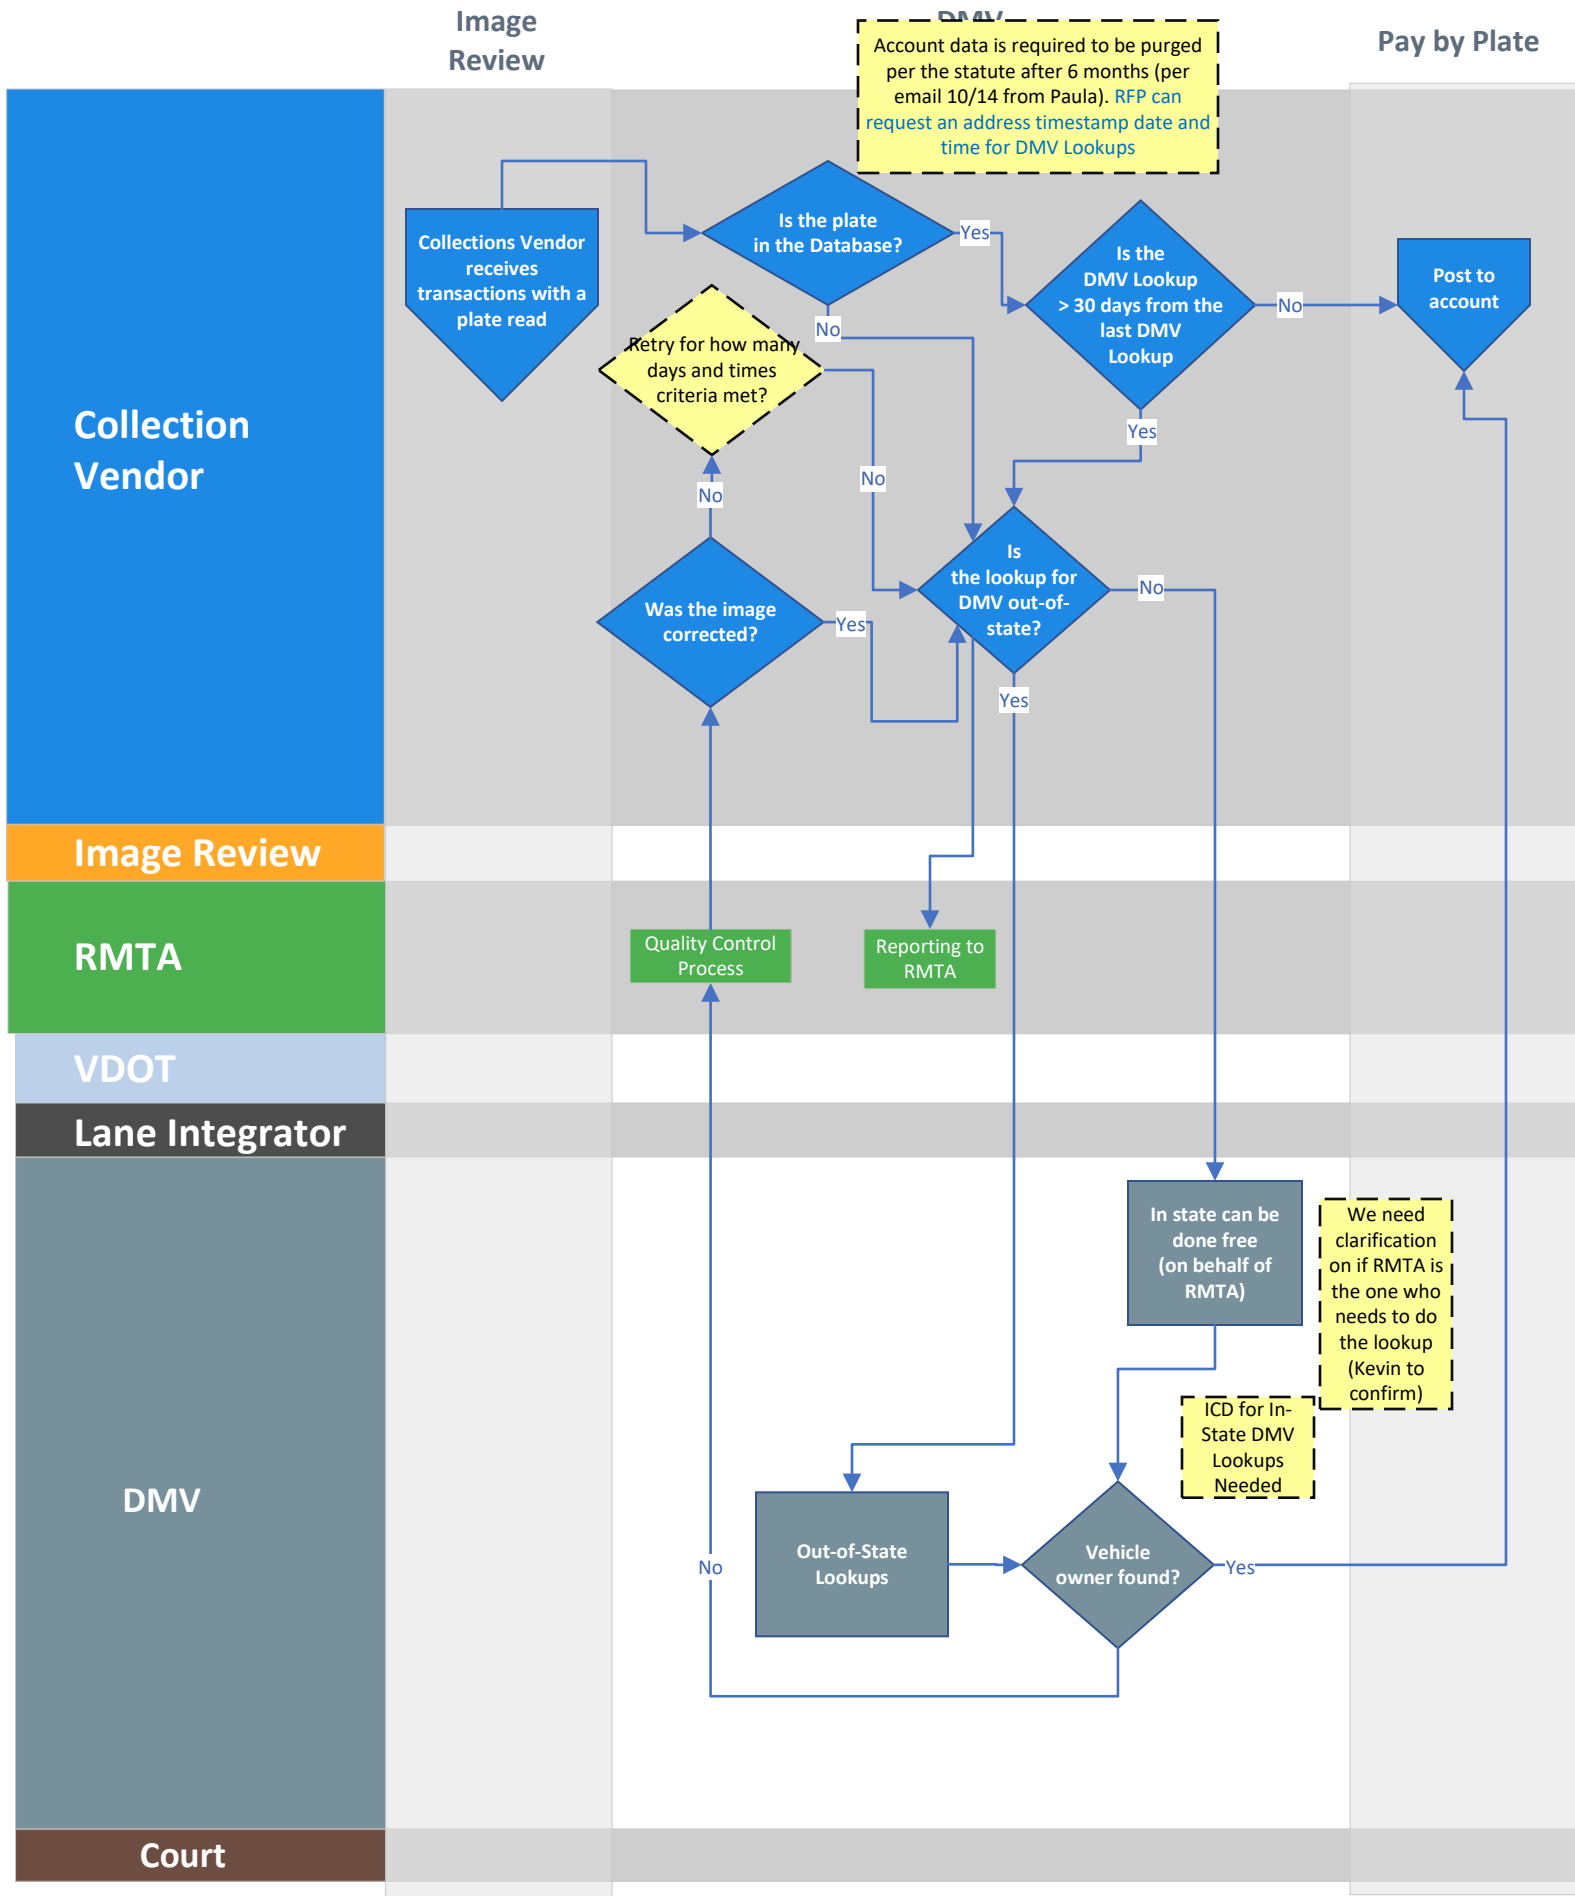 Image
Review
DMV
Pay by Plate
Account data is required to be purged
per the statute after 6 months (per
email 10/14 from Paula). RFP can
request an address timestamp date and
time for DMV Lookups
Collection
Vendor
Collections Vendor
receives
transactions with a
plate read
Is the plate
in the Database?
Yes
No
Is the
DMV Lookup
> 30 days from the
last DMV
Lookup
No
Yes
Post to
account
Retry for how many
days and times
criteria met?
No
No
Was the image
corrected?
Yes
Is
the lookup for
DMV out-of-
state?
No
Yes
Image Review
RMTA
Quality Control
Process
Reporting to
RMTA
VDOT
Lane Integrator
DMV
In state can be
done free
(on behalf of
RMTA)
We need
clarification
on if RMTA is
the one who
needs to do
the lookup
(Kevin to
confirm)
ICD for In-
State DMV
Lookups
Needed
Out-of-State
Lookups
Vehicle
owner found?
Yes
No
Court